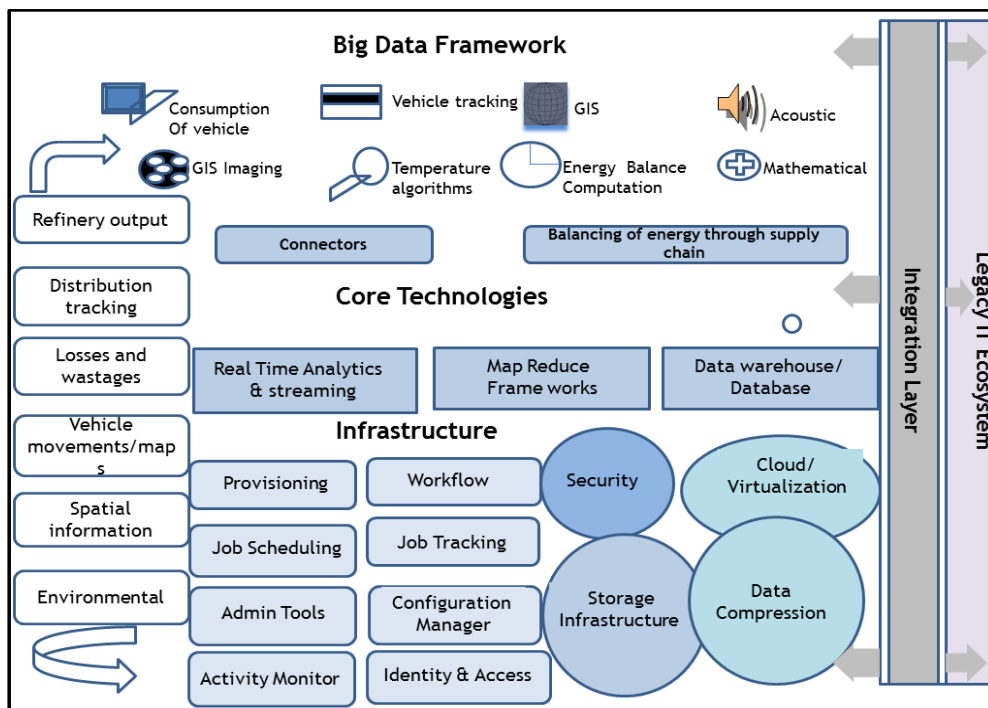 Big Data Framework
Consumption
Of vehicle
Vehicle tracking
GIS
Acoustic
GIS Imaging
Temperature
algorithms
Energy Balance
Computation
Mathematical
Refinery output
Connectors
Balancing of energy through supply
chain
Distribution
tracking
Core Technologies
Losses and
wastages
Real Time Analytics
& streaming
Map Reduce
Frame works
Data warehouse/
Database
Vehicle
movements/map
s
Infrastructure
Provisioning
Workflow
Security
Cloud/
Virtualization
Spatial
information
Job Scheduling
Job Tracking
Environmental
Admin Tools
Configuration
Manager
Storage
Infrastructure
Data
Compression
Activity Monitor
Identity & Access
Integration Layer
Legacy IT Ecosystem